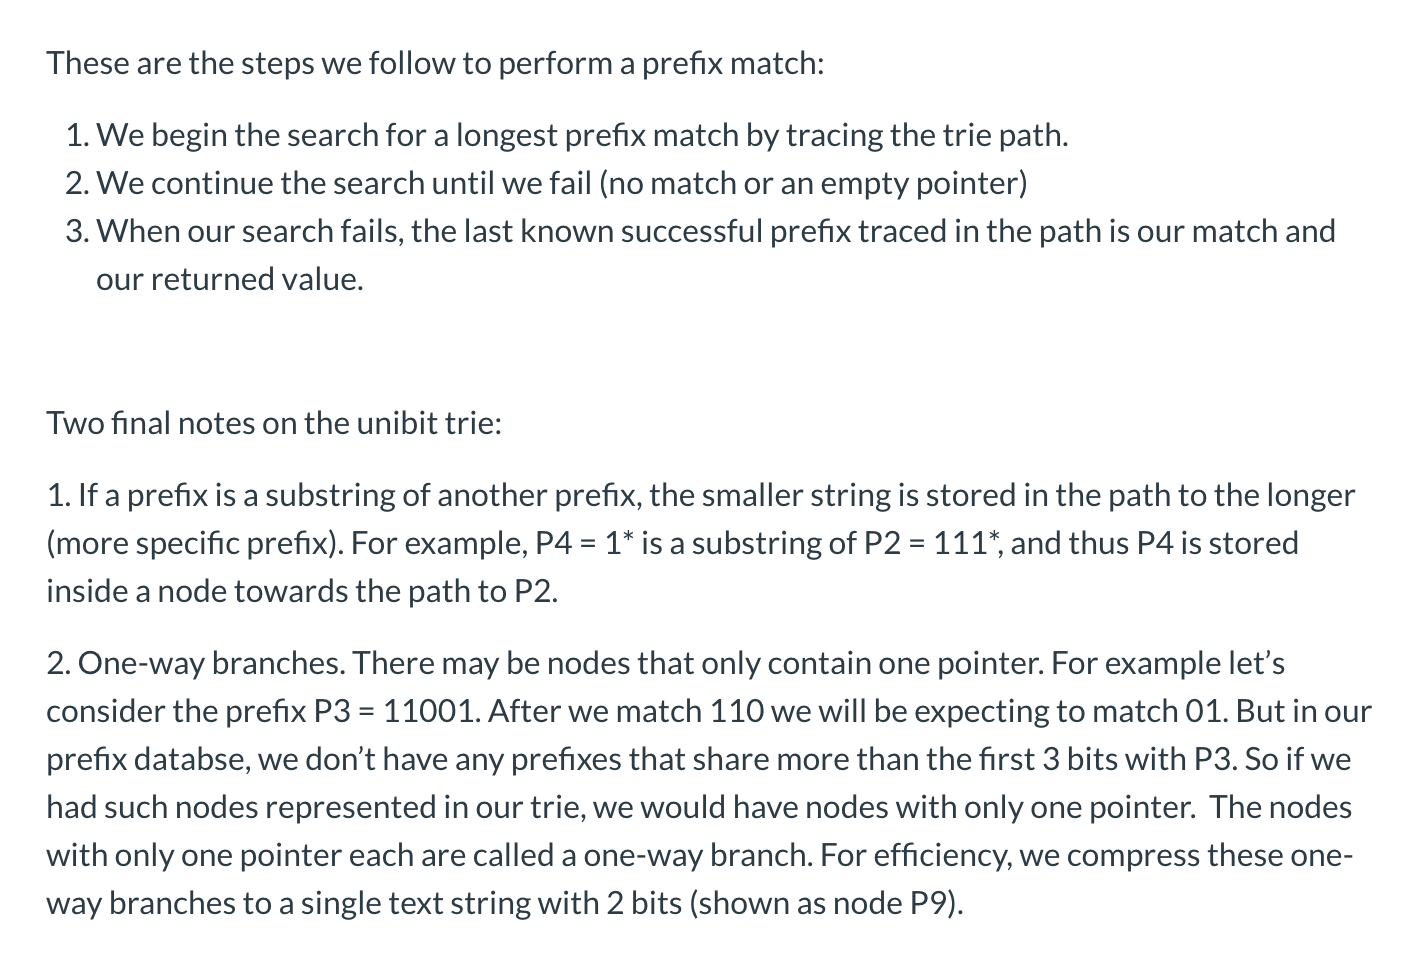 These are the steps we follow to perform a prefix match:
1. We begin the search for a longest prefix match by tracing the trie path.
2. We continue the search until we fail (no match or an empty pointer)
3. When our search fails, the last known successful prefix traced in the path is our match and
our returned value.
Two final notes on the unibit trie:
1. If a prefix is a substring of another prefix, the smaller string is stored in the path to the longer
(more specific prefix). For example, P4 = 1* is a substring of P2 = 111*, and thus P4 is stored
inside a node towards the path to P2.
2. One-way branches. There may be nodes that only contain one pointer. For example let’s
consider the prefix P3 = 11001. After we match 110 we will be expecting to match 01. But in our
prefix databse, we don’t have any prefixes that share more than the first 3 bits with P3. So if we
had such nodes represented in our trie, we would have nodes with only one pointer.  The nodes
with only one pointer each are called a one-way branch. For efficiency, we compress these one-
way branches to a single text string with 2 bits (shown as node P9).